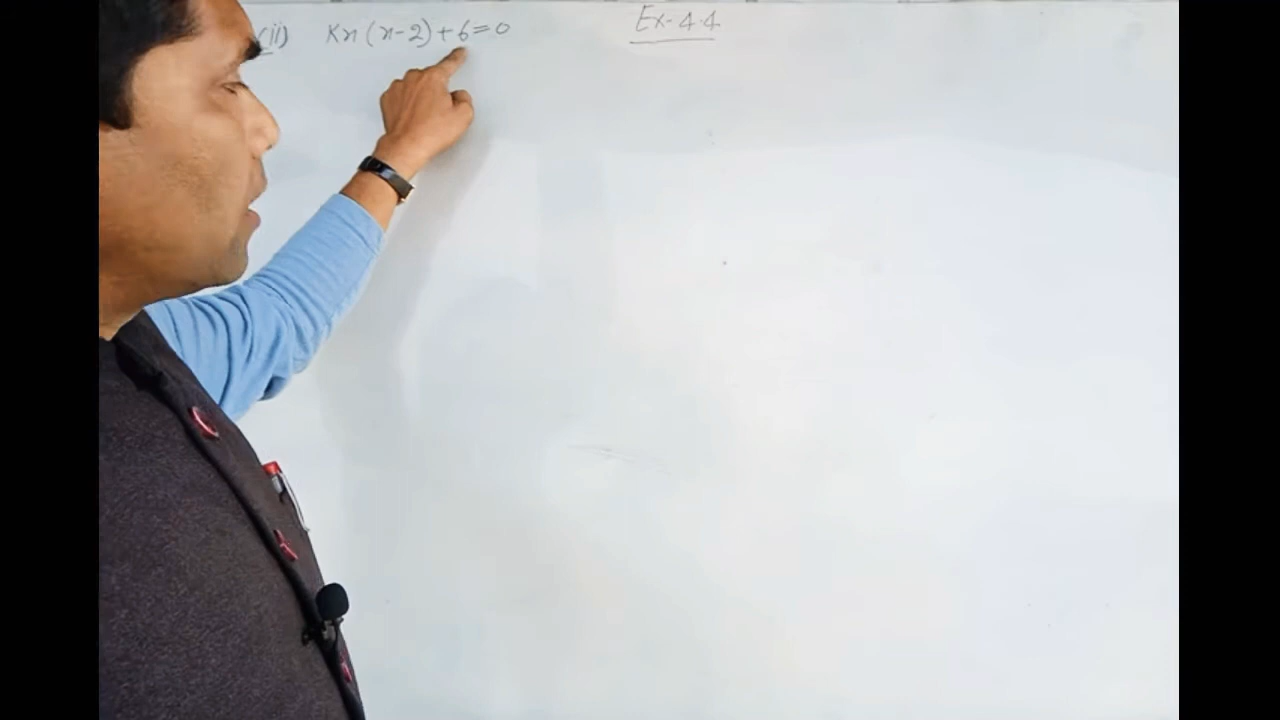 (ii) Kx (x-2) + 6 = 0
Ex- 4.4